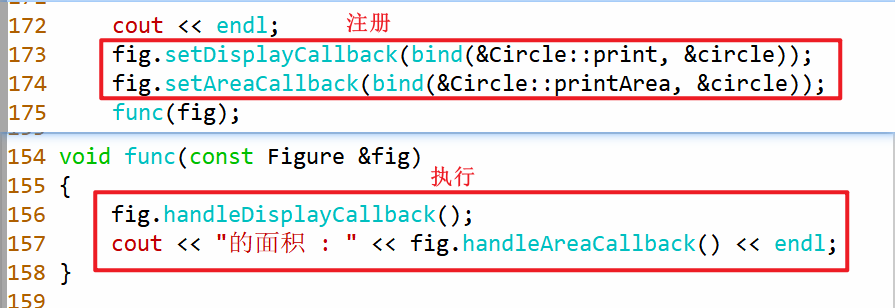 172 cout << endl; 注册
173 fig.setDisplayCallback(bind(&Circle::print, &circle));
174 fig.setAreaCallback(bind(&Circle::printArea, &circle));
175 func(fig);
154 void func(const Figure &fig)
155 { 执行
156 fig.handleDisplayCallback();
157 cout << "的面积 : " << fig.handleAreaCallback() << endl;
158 }
159